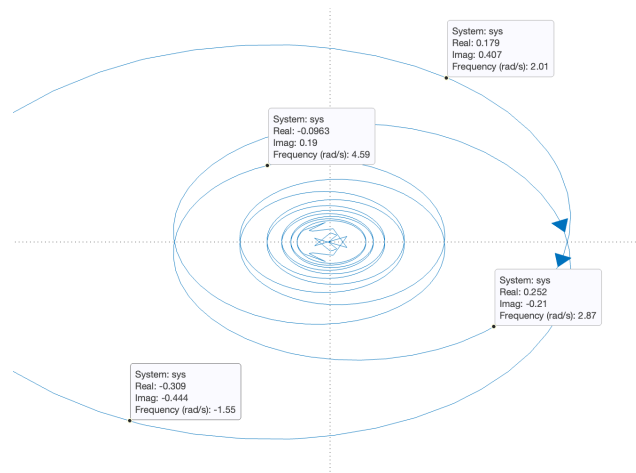 System: sys
Real: 0.179
Imag: 0.407
Frequency (rad/s): 2.01
System: sys
Real: -0.0963
Imag: 0.19
Frequency (rad/s): 4.59
System: sys
Real: 0.252
Imag: -0.21
Frequency (rad/s): 2.87
System: sys
Real: -0.309
Imag: -0.444
Frequency (rad/s): -1.55